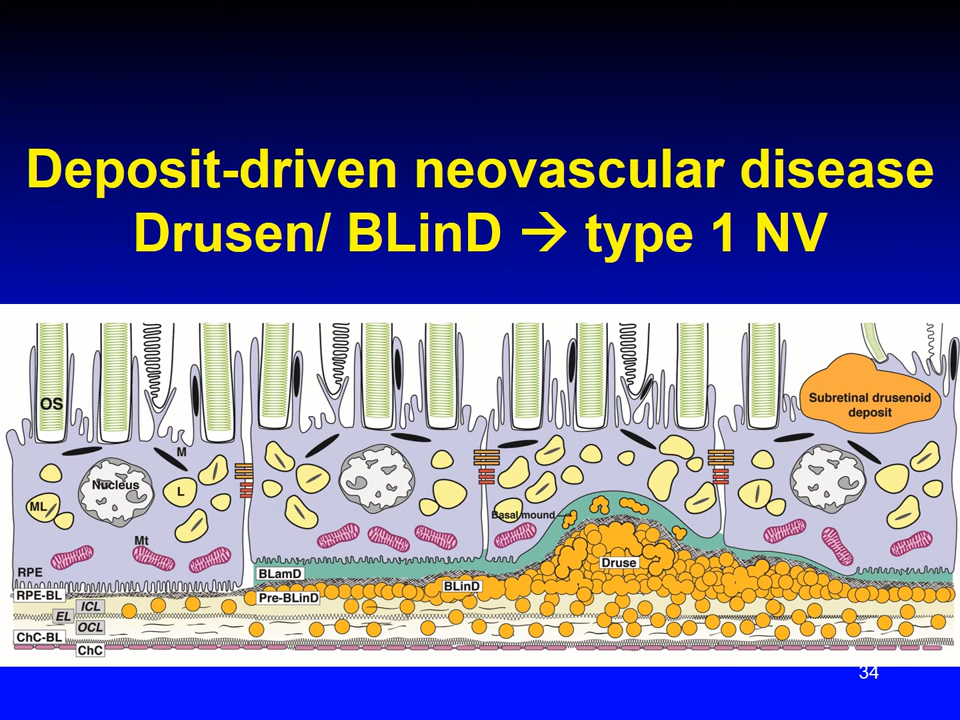 Deposit-driven neovascular disease
Drusen/ BLinD → type 1 NV
OS
Subretinal drusenoid
deposit
M
Nucleus
L
ML
Basal mound
Mt
Druse
RPE
BLamD
BLinD
RPE-BL
Pre-BLinD
ICL
EL
OCL
ChC-BL
ChC
34